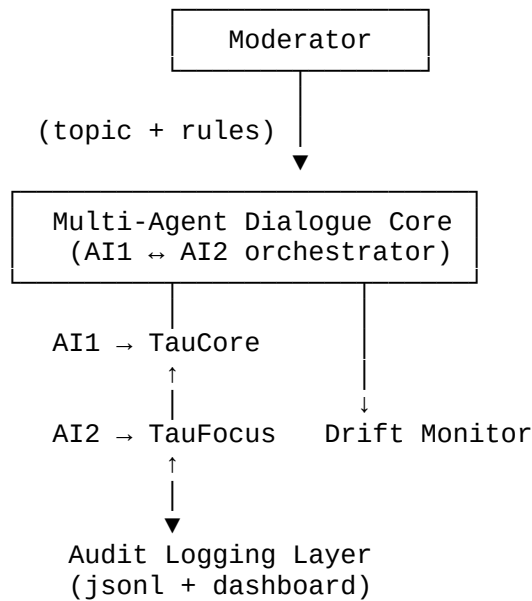 Moderator
(topic + rules)
Multi-Agent Dialogue Core
(AI1 ↔ AI2 orchestrator)
AI1 → TauCore
AI2 → TauFocus   Drift Monitor
Audit Logging Layer
(jsonl + dashboard)